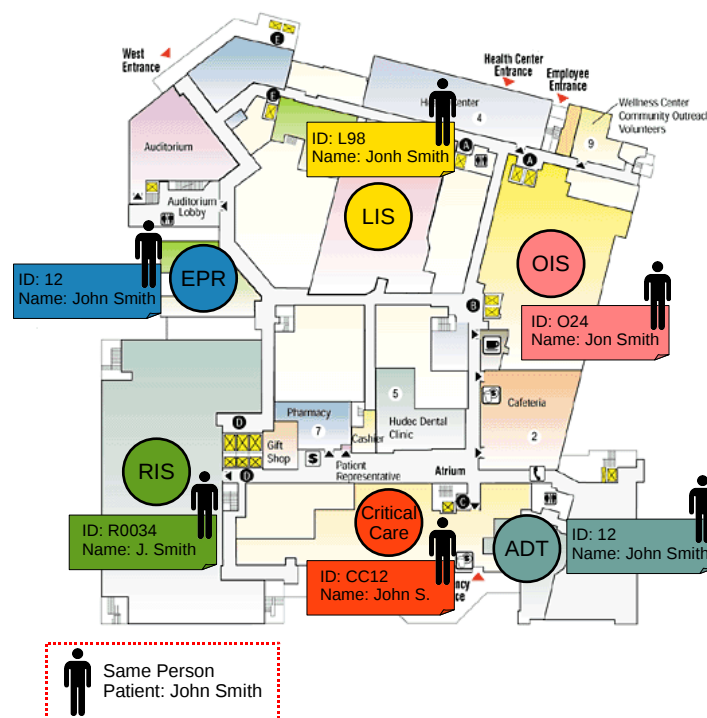 West
Entrance
F
Health Center
Entrance
Employee
Entrance
Wellness Center
Community Outreach
Volunteers
E
4
9
Auditorium
ID: L98
Name: Jonh Smith
A
A
Auditorium
Lobby
LIS
OIS
EPR
ID: 12
Name: John Smith
B
ID: O24
Name: Jon Smith
5
Hudec Dental
Clinic
Cafeteria
2
Pharmacy
7
Cashier
D
Gift
Shop
$
Patient
Representative
Atrium
D
RIS
C
Critical
Care
ADT
ID: R0034
Name: J. Smith
ID: 12
Name: John Smith
ID: CC12
Name: John S.
Same Person
Patient: John Smith